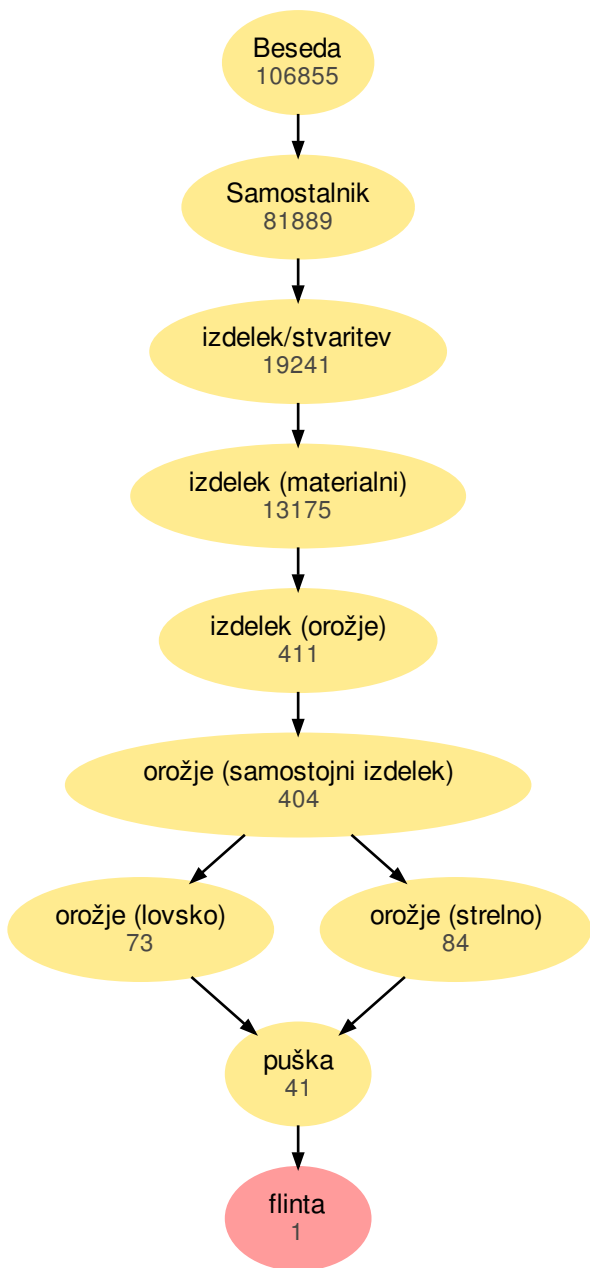 Beseda
106855
Samostalnik
81889
izdelek/stvaritev
19241
izdelek (materialni)
13175
izdelek (orožje)
411
orožje (samostojni izdelek)
404
orožje (lovsko)
73
orožje (strelno)
84
puška
41
flinta
1